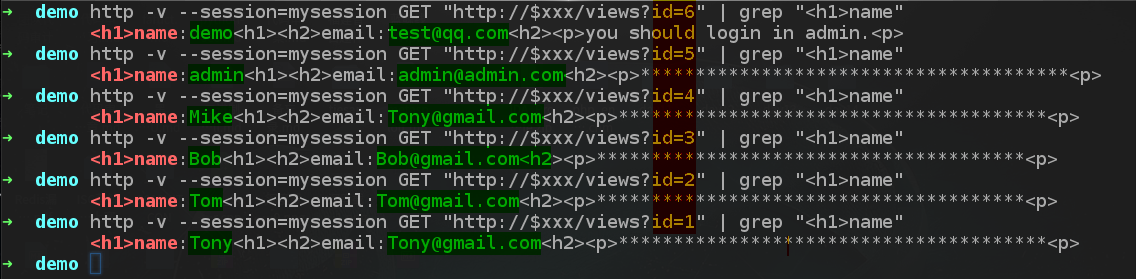 ➜ demo http -v --session=mysession GET "http://$xxx/views?id=6" | grep "<h1>name"
<h1>name:demo<h1><h2>email:test@qq.com<h2><p>you should login in admin.<p>
➜ demo http -v --session=mysession GET "http://$xxx/views?id=5" | grep "<h1>name"
<h1>name:admin<h1><h2>email:admin@admin.com<h2><p>***************************************<p>
➜ demo http -v --session=mysession GET "http://$xxx/views?id=4" | grep "<h1>name"
<h1>name:Mike<h1><h2>email:Tony@gmail.com<h2><p>***************************************<p>
➜ demo http -v --session=mysession GET "http://$xxx/views?id=3" | grep "<h1>name"
<h1>name:Bob<h1><h2>email:Bob@gmail.com<h2><p>***************************************<p>
➜ demo http -v --session=mysession GET "http://$xxx/views?id=2" | grep "<h1>name"
<h1>name:Tom<h1><h2>email:Tom@gmail.com<h2><p>***************************************<p>
➜ demo http -v --session=mysession GET "http://$xxx/views?id=1" | grep "<h1>name"
<h1>name:Tony<h1><h2>email:Tony@gmail.com<h2><p>***************************************<p>
➜ demo